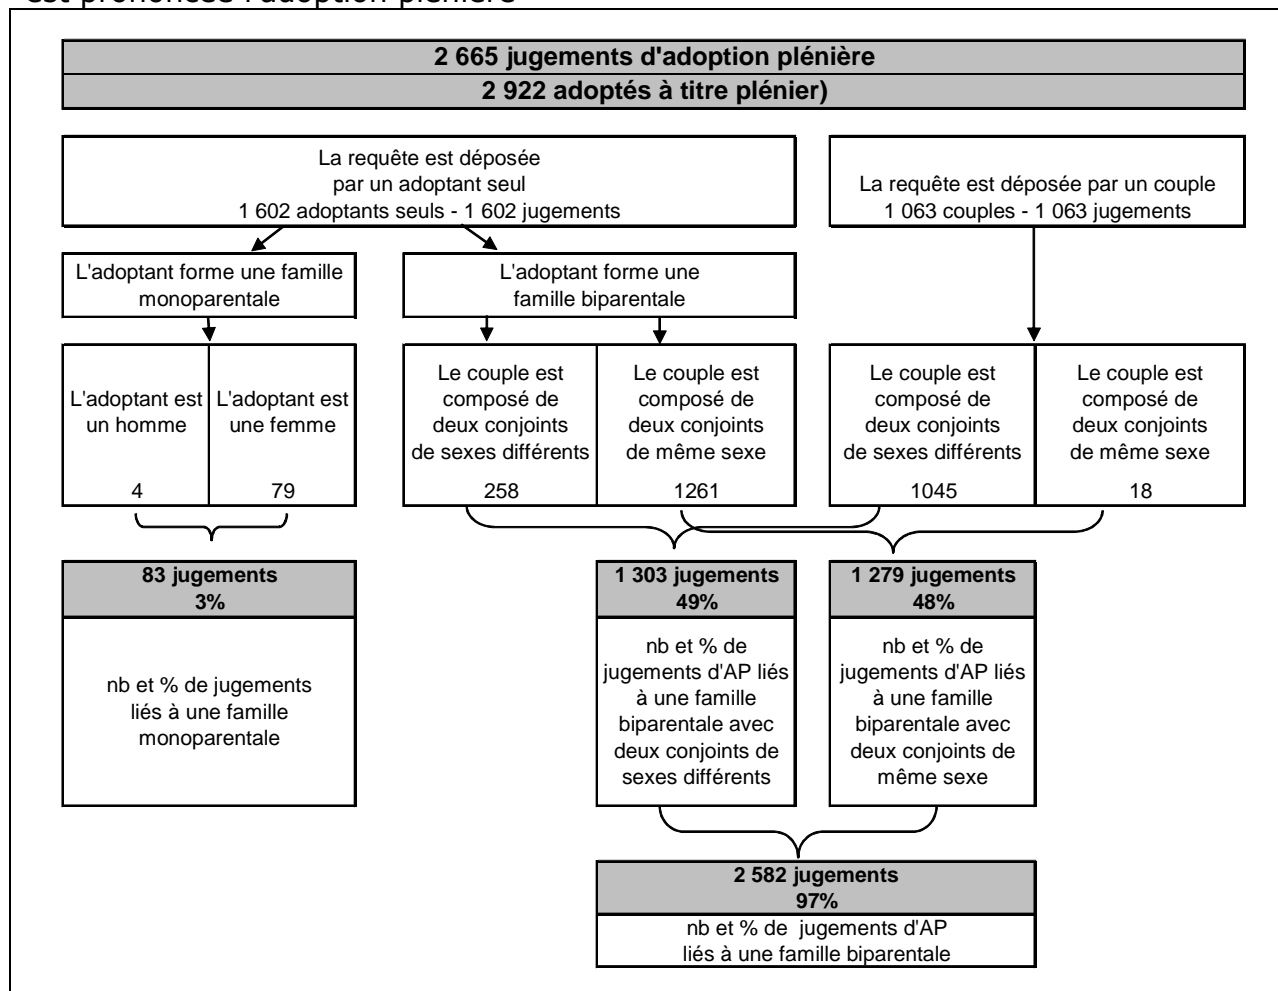 est prononcée l'adoption plénière
2 665 jugements d'adoption plénière
2 922 adoptés à titre plénier)
La requête est déposée
par un adoptant seul
1 602 adoptants seuls - 1 602 jugements
La requête est déposée par un couple
1 063 couples - 1 063 jugements
L'adoptant forme une famille
monoparentale
L'adoptant forme une
famille biparentale
L'adoptant est
un homme
4
L'adoptant est
une femme
79
Le couple est
composé de
deux conjoints
de sexes différents
258
Le couple est
composé de
deux conjoints
de même sexe
1261
Le couple est
composé de
deux conjoints
de sexes différents
1045
Le couple est
composé de
deux conjoints
de même sexe
18
83 jugements
3%
nb et % de jugements
liés à une famille
monoparentale
1 303 jugements
49%
nb et % de
jugements d'AP liés
à une famille
biparentale avec
deux conjoints de
sexes différents
1 279 jugements
48%
nb et % de
jugements d'AP liés
à une famille
biparentale avec
deux conjoints de
même sexe
2 582 jugements
97%
nb et % de  jugements d'AP
liés à une famille biparentale